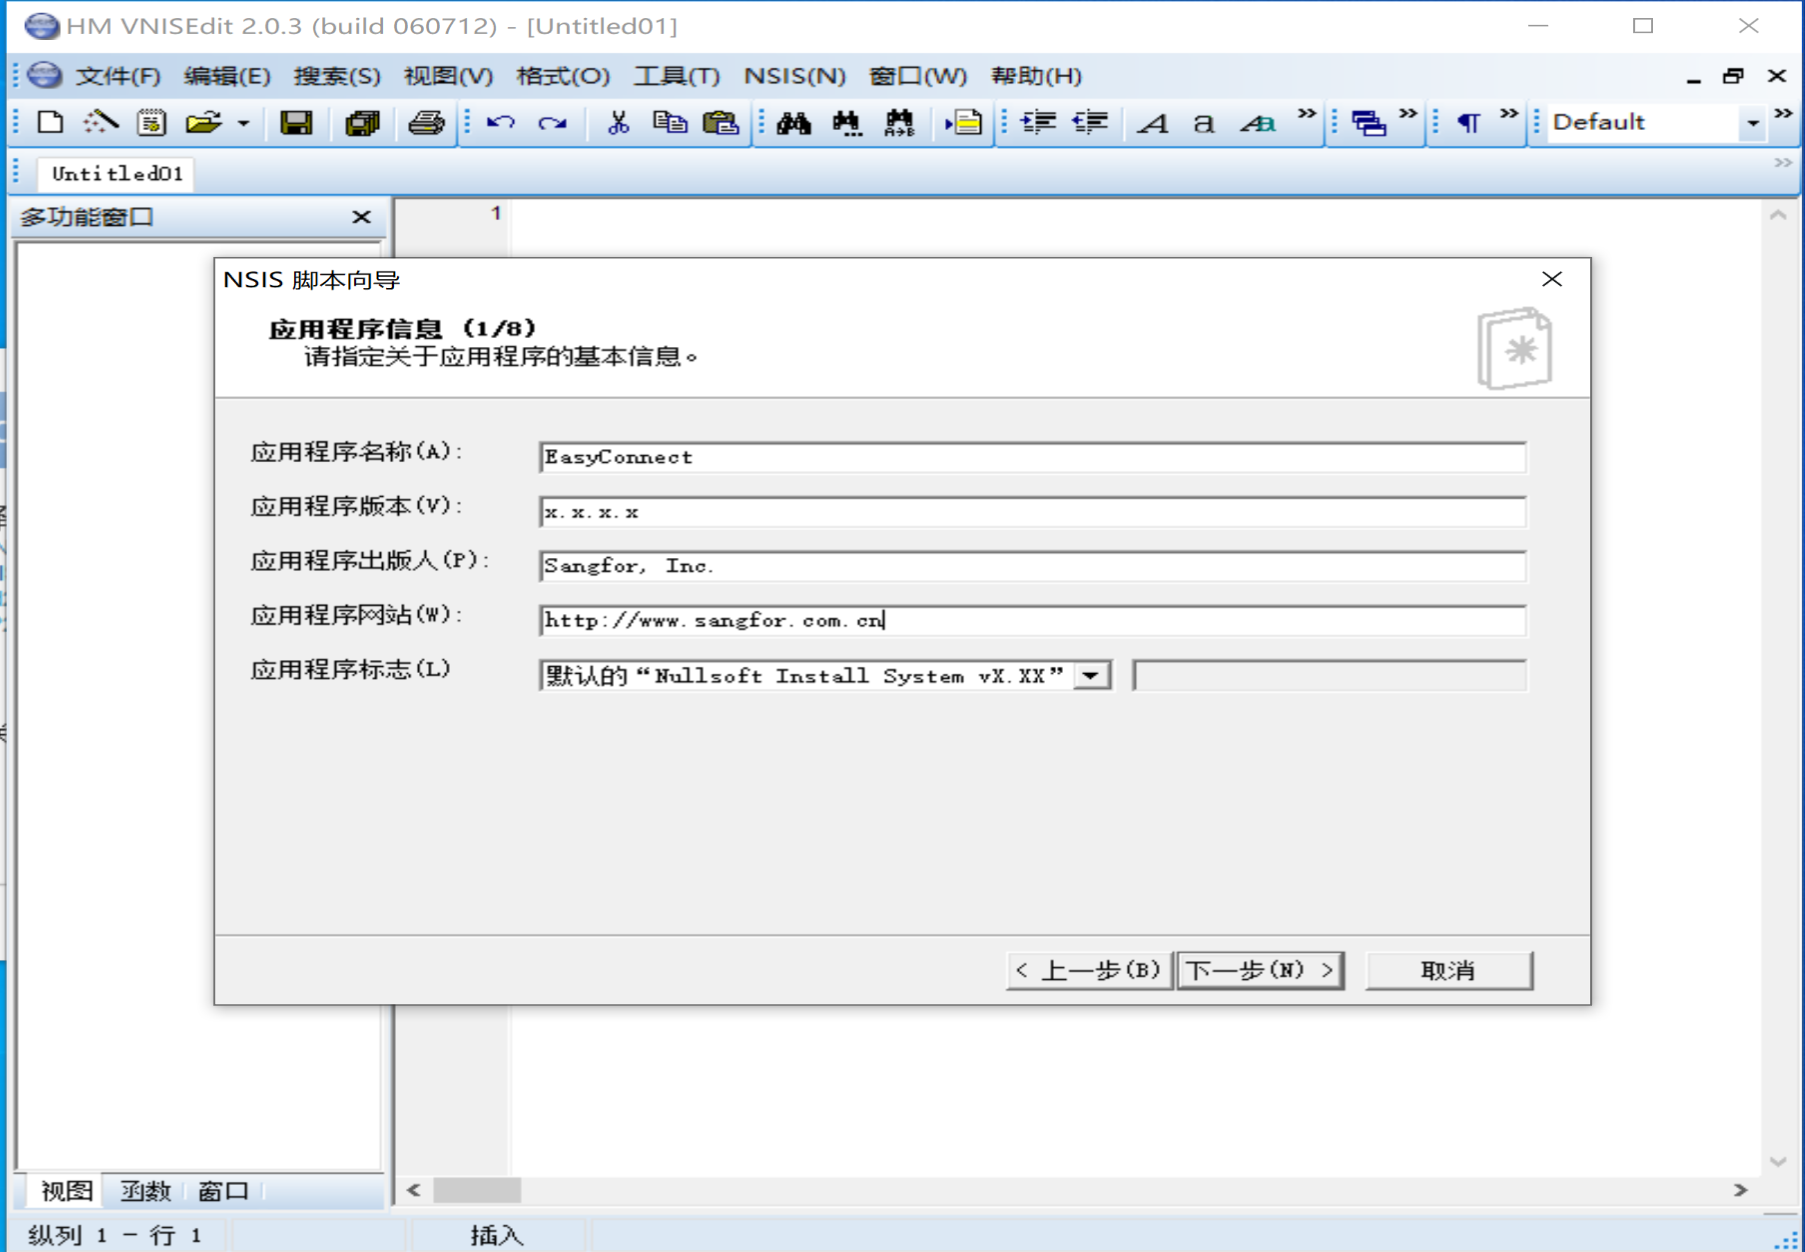 HM VNISEdit 2.0.3 (build 060712) - [Untitled01]
文件(F) 编辑(E) 搜索(S) 视图(V) 格式(O) 工具(T) NSIS(N) 窗口(W) 帮助(H)
Default
Untitled01
多功能窗口
1
NSIS 脚本向导
应用程序信息 (1/8)
请指定关于应用程序的基本信息。
应用程序名称(A): EasyConnect
应用程序版本(V): x.x.x.x
应用程序出版人(P): Sangfor, Inc.
应用程序网站(W): http://www.sangfor.com.cn
应用程序标志(L) 默认的“Nullsoft Install System vX.XX”
< 上一步(B) 下一步(N) > 取消
视图 函数 窗口
纵列 1 - 行 1 插入